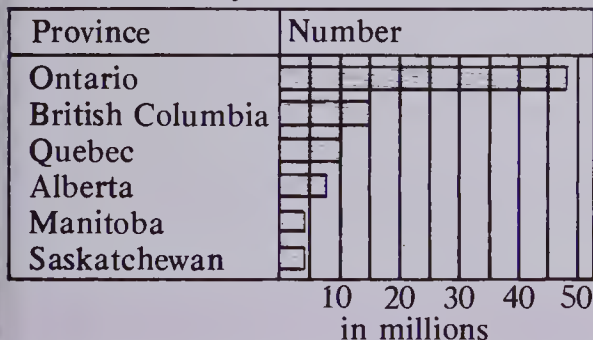 Province Number
Ontario
British Columbia
Quebec
Alberta
Manitoba
Saskatchewan
10 20 30 40 50
in millions